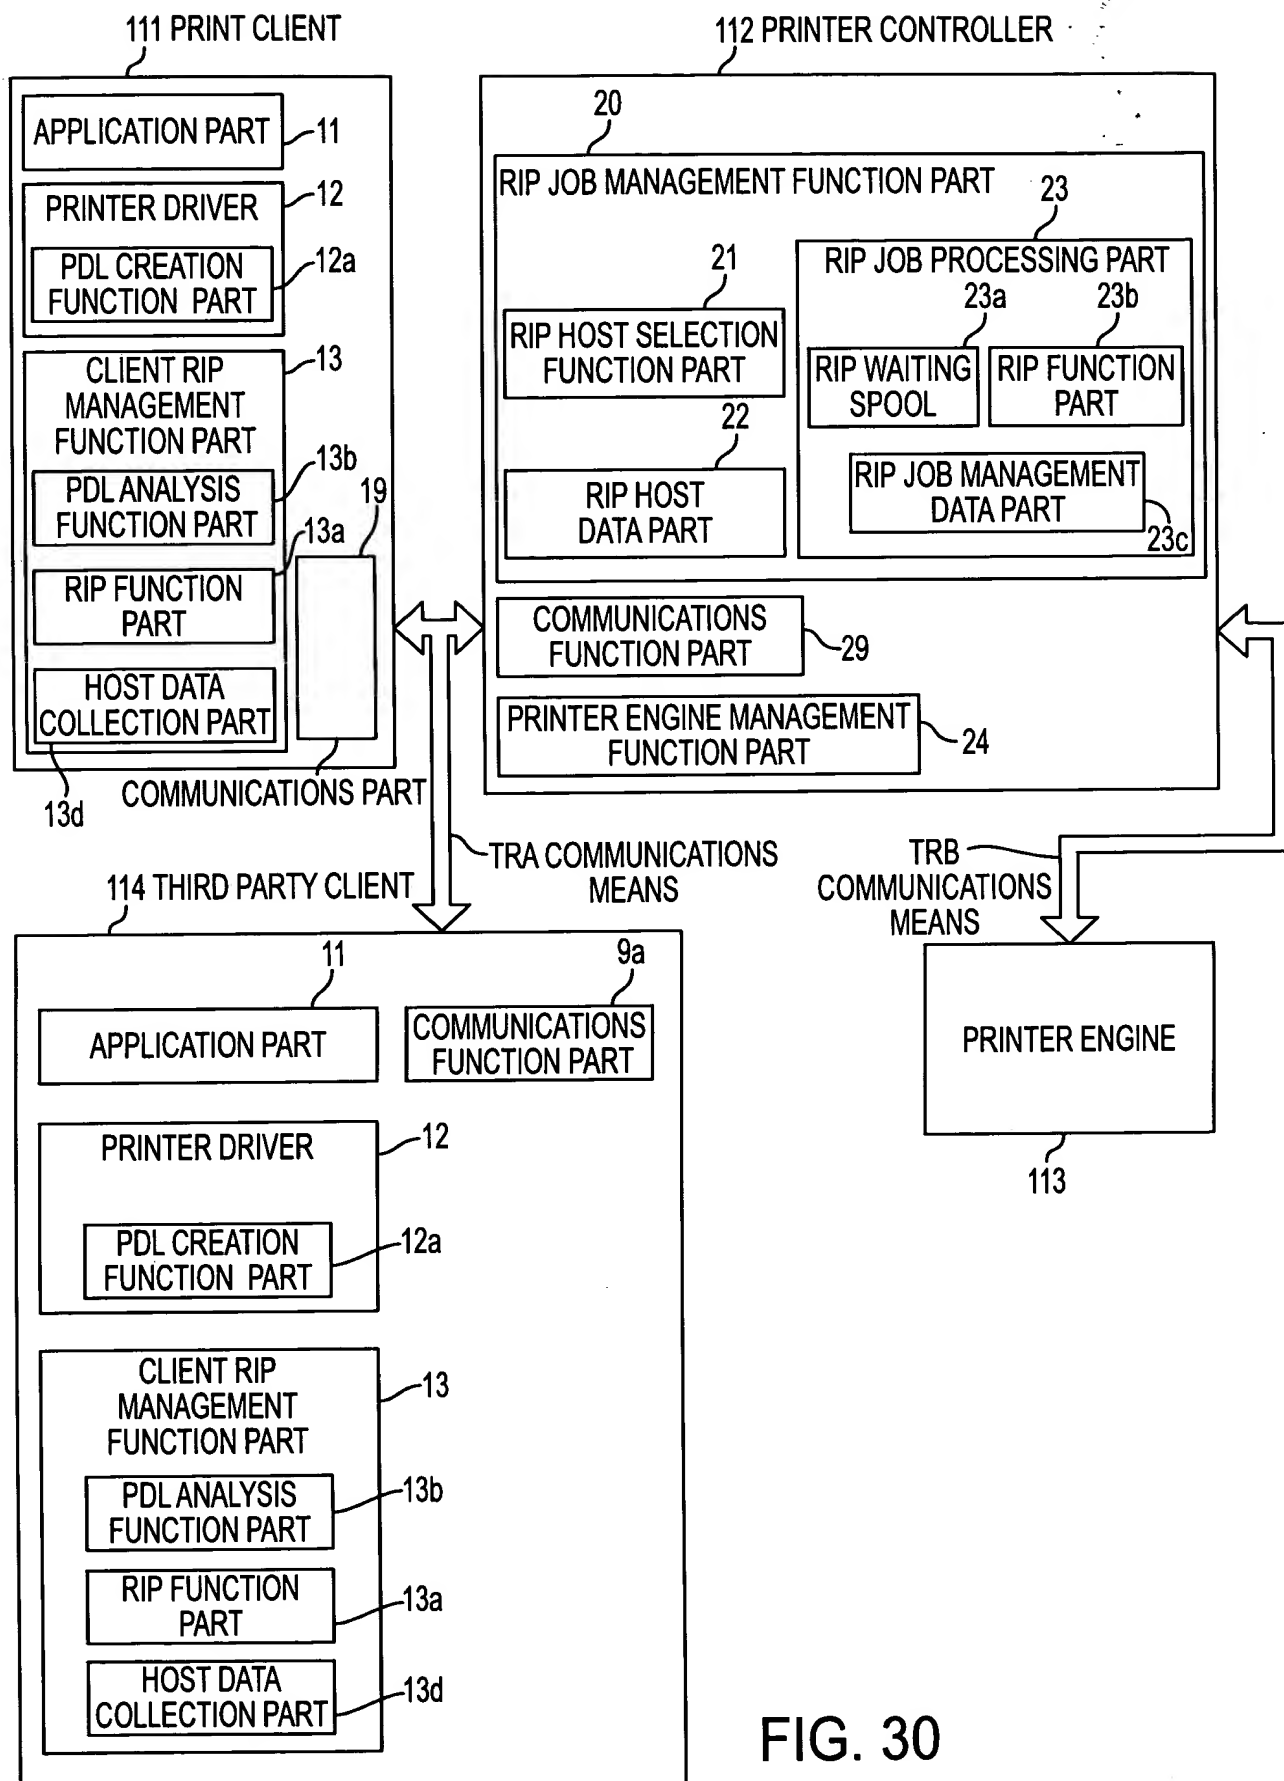 111 PRINT CLIENT
APPLICATION PART
11
PRINTER DRIVER
12
PDL CREATION
FUNCTION PART
12a
CLIENT RIP
MANAGEMENT
FUNCTION PART
13
PDL ANALYSIS
FUNCTION PART
13b
RIP FUNCTION
PART
13a
HOST DATA
COLLECTION PART
13d
19
COMMUNICATIONS PART
112 PRINTER CONTROLLER
20
RIP JOB MANAGEMENT FUNCTION PART
21
RIP HOST SELECTION
FUNCTION PART
22
RIP HOST
DATA PART
23
RIP JOB PROCESSING PART
23a
RIP WAITING
SPOOL
23b
RIP FUNCTION
PART
RIP JOB MANAGEMENT
DATA PART
23c
COMMUNICATIONS
FUNCTION PART
29
PRINTER ENGINE MANAGEMENT
FUNCTION PART
24
TRA COMMUNICATIONS
MEANS
TRB
COMMUNICATIONS
MEANS
PRINTER ENGINE
113
114 THIRD PARTY CLIENT
11
APPLICATION PART
9a
COMMUNICATIONS
FUNCTION PART
PRINTER DRIVER
12
PDL CREATION
FUNCTION PART
12a
CLIENT RIP
MANAGEMENT
FUNCTION PART
13
PDL ANALYSIS
FUNCTION PART
13b
RIP FUNCTION
PART
13a
HOST DATA
COLLECTION PART
13d
FIG. 30